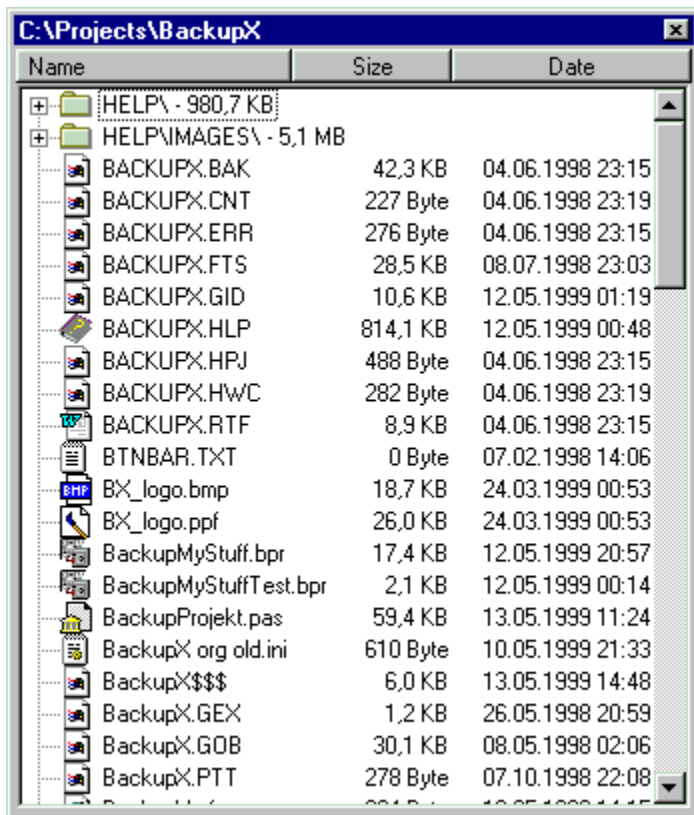 C:\Projects\BackupX
Name Size Date
HELP\ - 980,7 KB
HELP\IMAGES\ - 5,1 MB
BACKUPX.BAK 42,3 KB 04.06.1998 23:15
BACKUPX.CNT 227 Byte 04.06.1998 23:19
BACKUPX.ERR 276 Byte 04.06.1998 23:15
BACKUPX.FTS 28,5 KB 08.07.1998 23:03
BACKUPX.GID 10,6 KB 12.05.1999 01:19
BACKUPX.HLP 814,1 KB 12.05.1999 00:48
BACKUPX.HPJ 488 Byte 04.06.1998 23:15
BACKUPX.HWC 282 Byte 04.06.1998 23:19
BACKUPX.RTF 8,9 KB 04.06.1998 23:15
BTNBAR.TXT 0 Byte 07.02.1998 14:06
BX_logo.bmp 18,7 KB 24.03.1999 00:53
BX_logo.ppf 26,0 KB 24.03.1999 00:53
BackupMyStuff.bpr 17,4 KB 12.05.1999 20:57
BackupMyStuffTest.bpr 2,1 KB 12.05.1999 00:14
BackupProjekt.pas 59,4 KB 13.05.1999 11:24
BackupX org old.ini 610 Byte 10.05.1999 21:33
BackupX$$$ 6,0 KB 13.05.1999 14:48
BackupX.GEX 1,2 KB 26.05.1998 20:59
BackupX.GOB 30,1 KB 08.05.1998 02:06
BackupX.PTT 278 Byte 07.10.1998 22:08